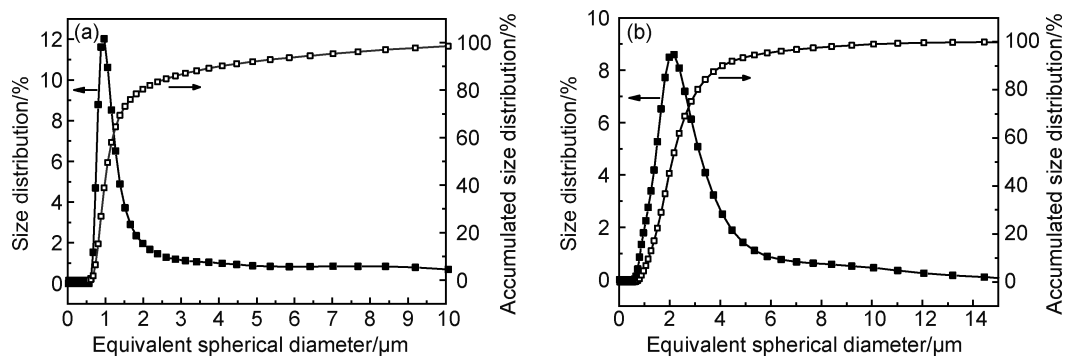 (a)
Size distribution/%
12
10
8
6
4
2
0
0 1 2 3 4 5 6 7 8 9 10
Equivalent spherical diameter/μm
100
80
60
40
20
0
Accumulated size distribution/%
(b)
Size distribution/%
10
8
6
4
2
0
0 2 4 6 8 10 12 14
Equivalent spherical diameter/μm
100
80
60
40
20
0
Accumulated size distribution/%